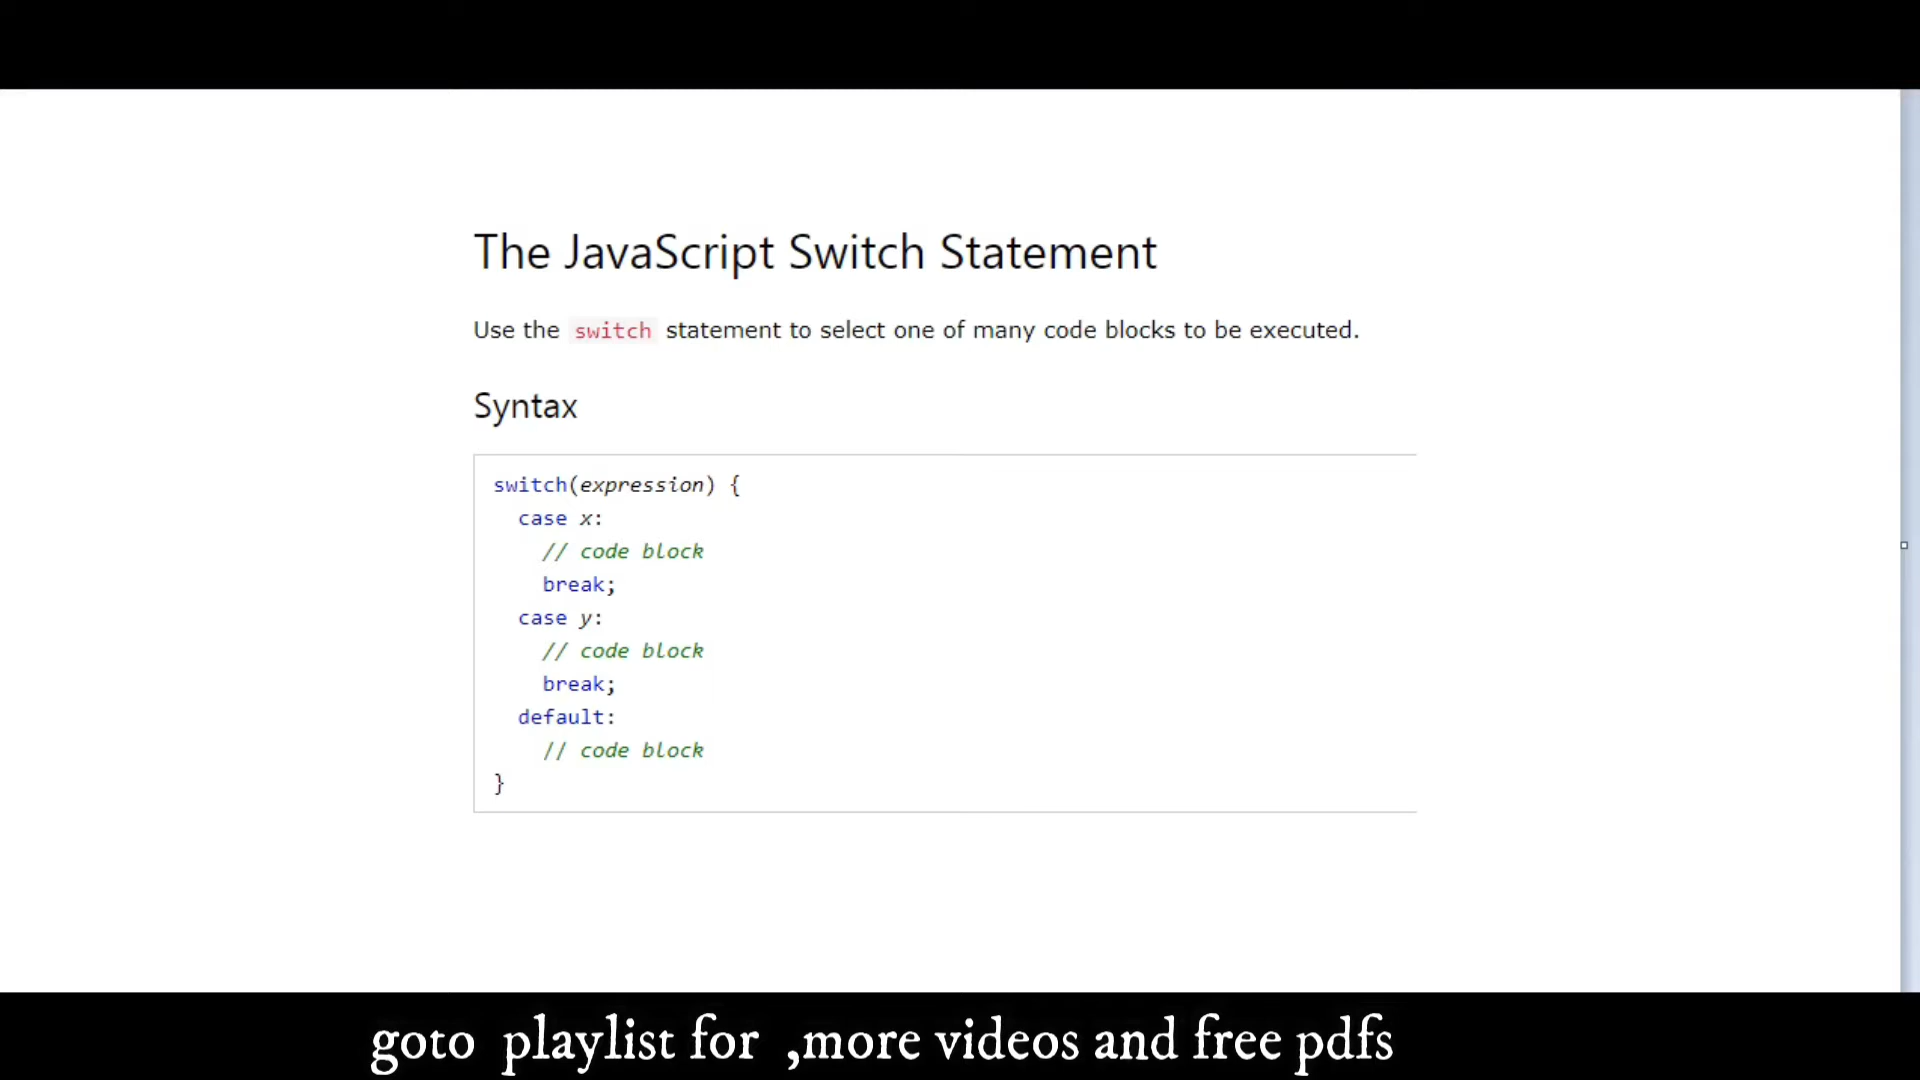 The JavaScript Switch Statement
Use the switch statement to select one of many code blocks to be executed.
Syntax
switch(expression) {
case x:
// code block
break;
case y:
// code block
break;
default:
// code block
}
goto playlist for ,more videos and free pdfs